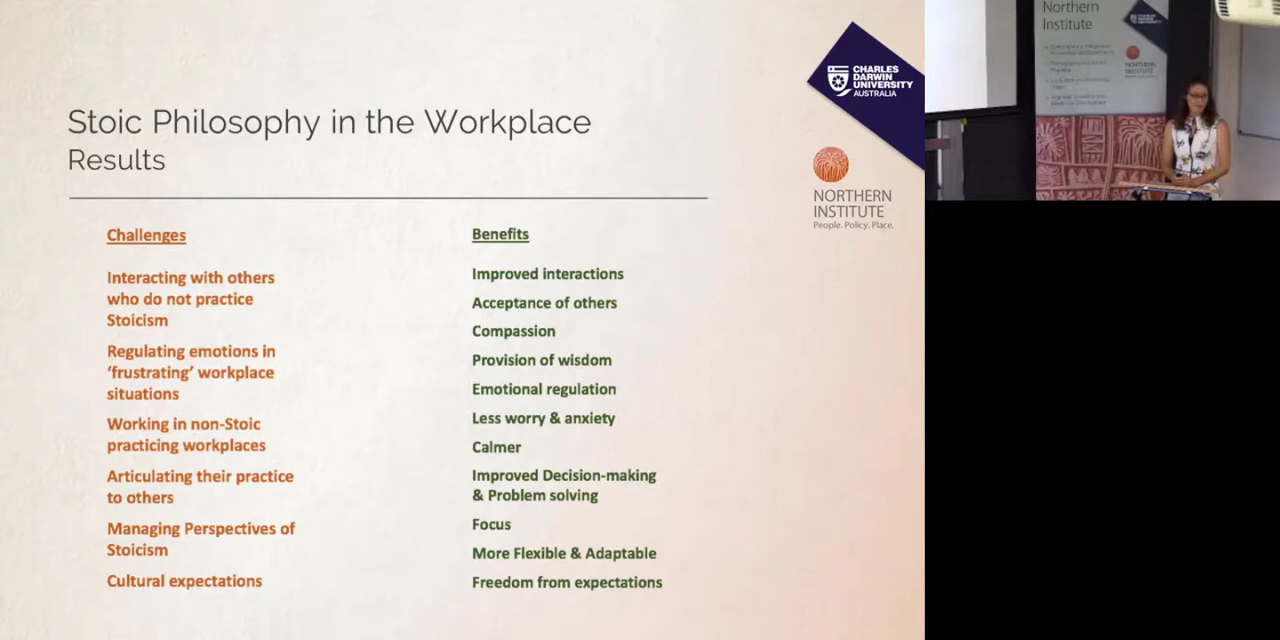 Stoic Philosophy in the Workplace
Results
CHARLES
DARWIN
UNIVERSITY
AUSTRALIA
NORTHERN
INSTITUTE
People. Policy. Place.
Challenges
Interacting with others
who do not practice
Stoicism
Regulating emotions in
‘frustrating’ workplace
situations
Working in non-Stoic
practicing workplaces
Articulating their practice
to others
Managing Perspectives of
Stoicism
Cultural expectations
Benefits
Improved interactions
Acceptance of others
Compassion
Provision of wisdom
Emotional regulation
Less worry & anxiety
Calmer
Improved Decision-making
& Problem solving
Focus
More Flexible & Adaptable
Freedom from expectations
Northern
Institute
NORTHERN
INSTITUTE